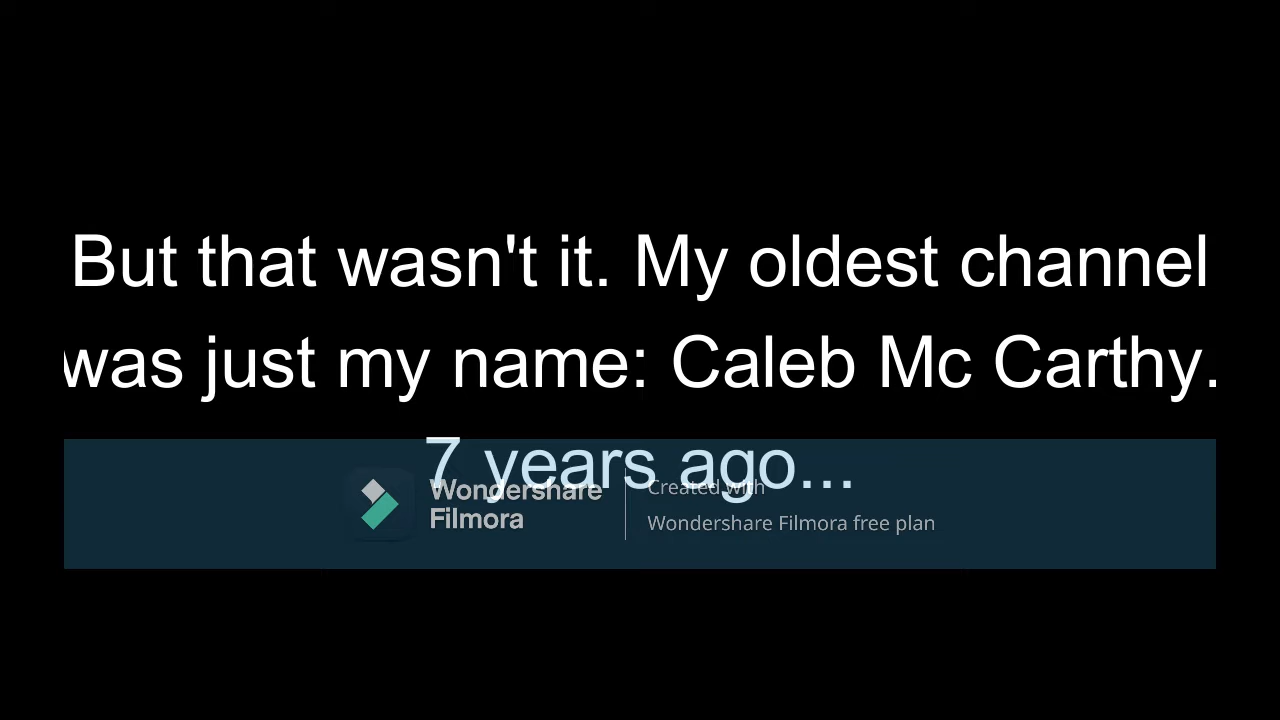 But that wasn't it. My oldest channel
was just my name: Caleb Mc Carthy.
7 years ago...
Wondershare
Filmora
Created with
Wondershare Filmora free plan